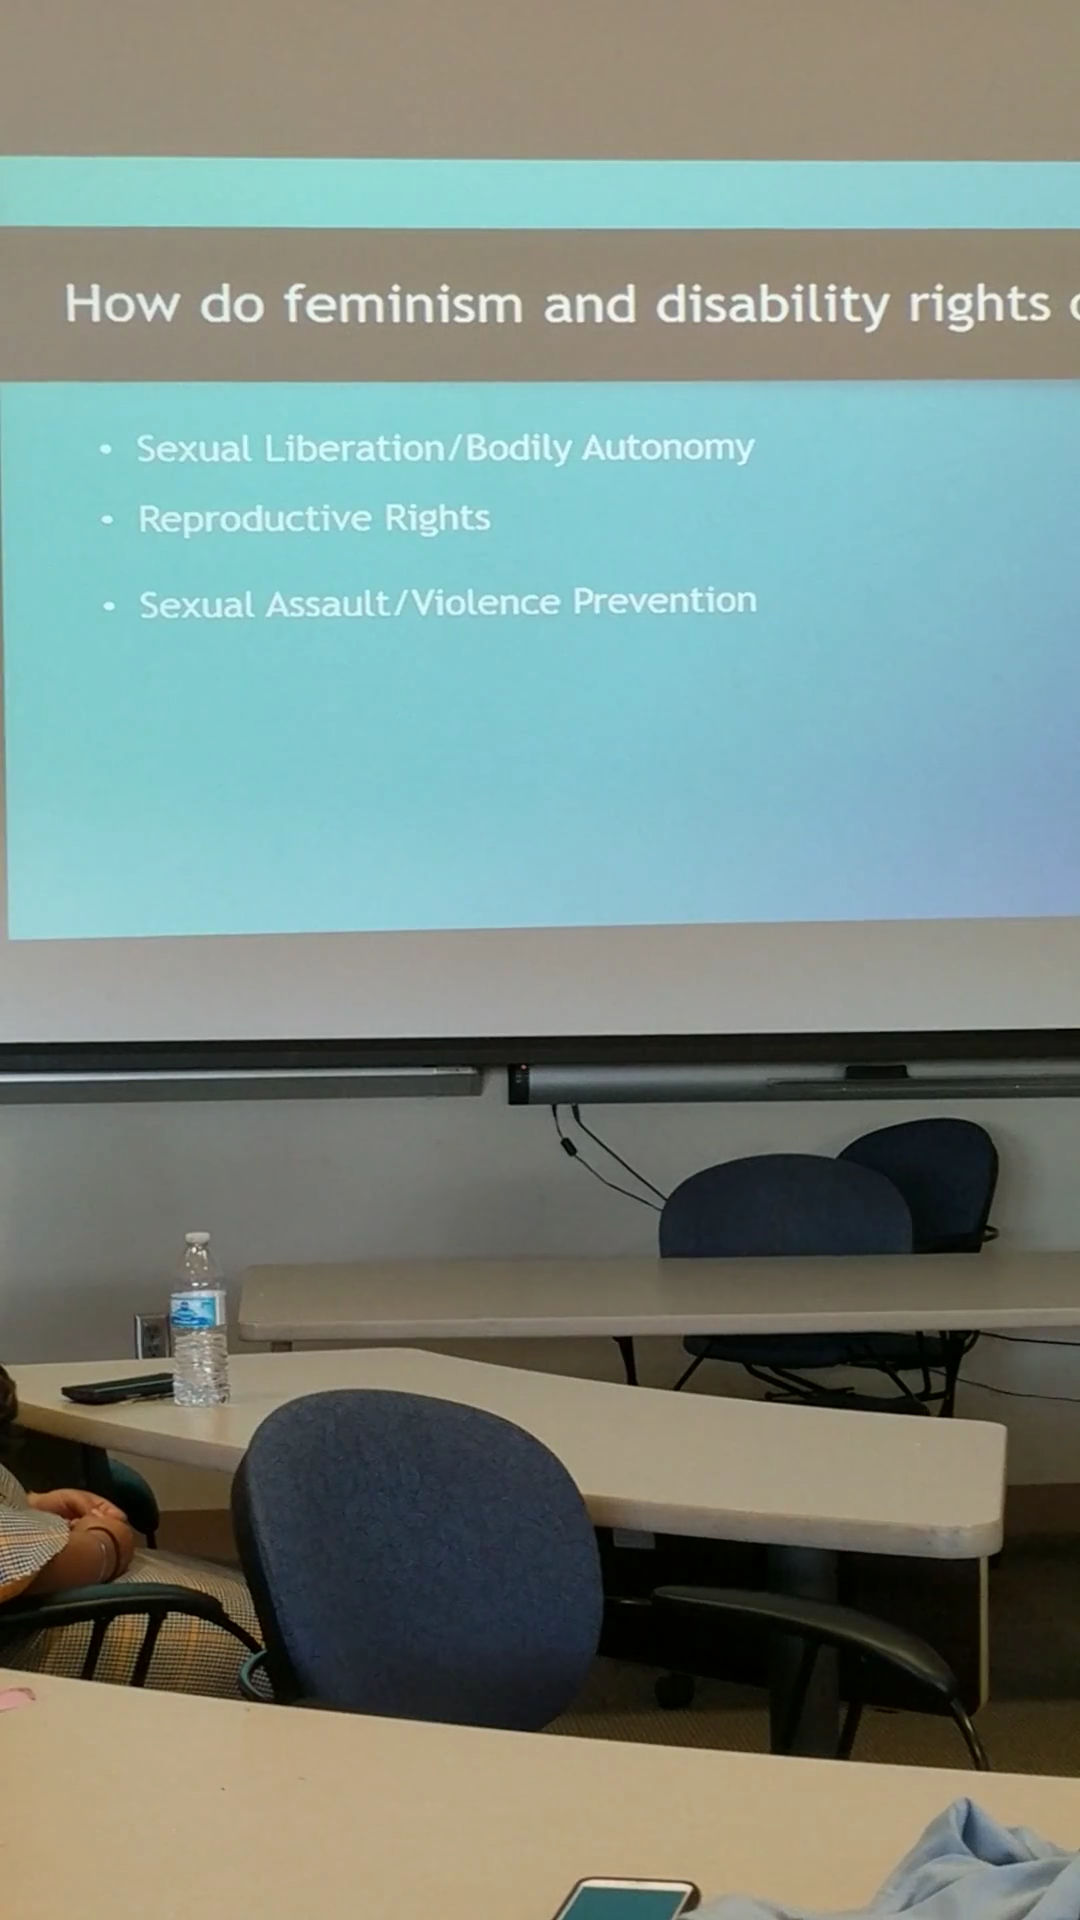 How do feminism and disability rights
• Sexual Liberation/Bodily Autonomy
• Reproductive Rights
• Sexual Assault/Violence Prevention